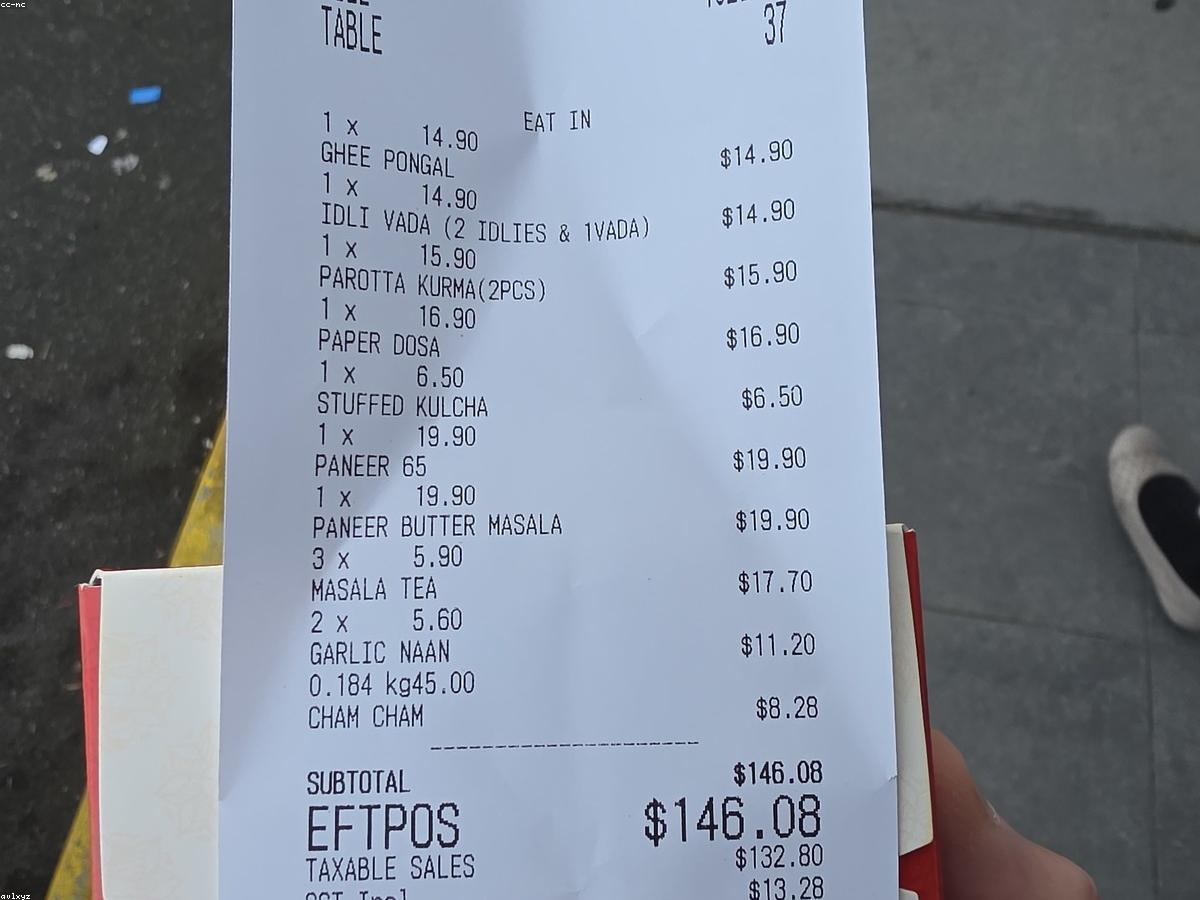 cc-nc
TABLE 37
EAT IN
1 x 14.90
GHEE PONGAL $14.90
1 x 14.90
IDLI VADA (2 IDLIES & 1VADA) $14.90
1 x 15.90
PAROTTA KURMA(2PCS) $15.90
1 x 16.90
PAPER DOSA $16.90
1 x 6.50
STUFFED KULCHA $6.50
1 x 19.90
PANEER 65 $19.90
1 x 19.90
PANEER BUTTER MASALA $19.90
3 x 5.90
MASALA TEA $17.70
2 x 5.60
GARLIC NAAN $11.20
0.184 kg45.00
CHAM CHAM $8.28
----------------------
SUBTOTAL $146.08
EFTPOS $146.08
TAXABLE SALES $132.80
GST Incl $13.28
avlxyz